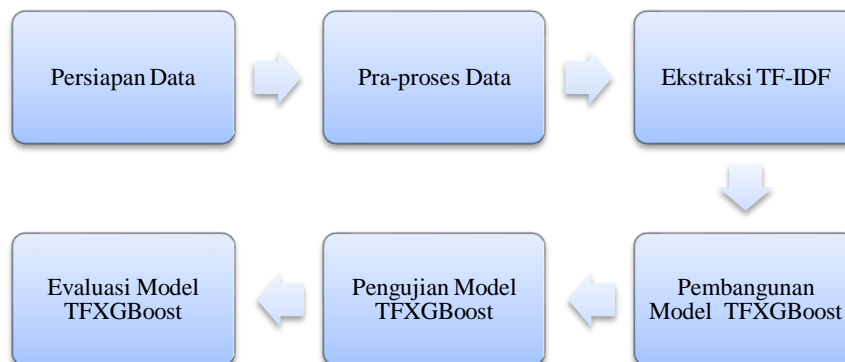 Persiapan Data
Pra-proses Data
Ekstraksi TF-IDF
Pembangunan
Model TFXGBoost
Pengujian Model
TFXGBoost
Evaluasi Model
TFXGBoost